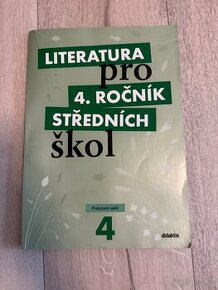 LITERATURA
pro
4. ROČNÍK
STŘEDNÍCH
škol
Pracovní sešit
4
didaktis